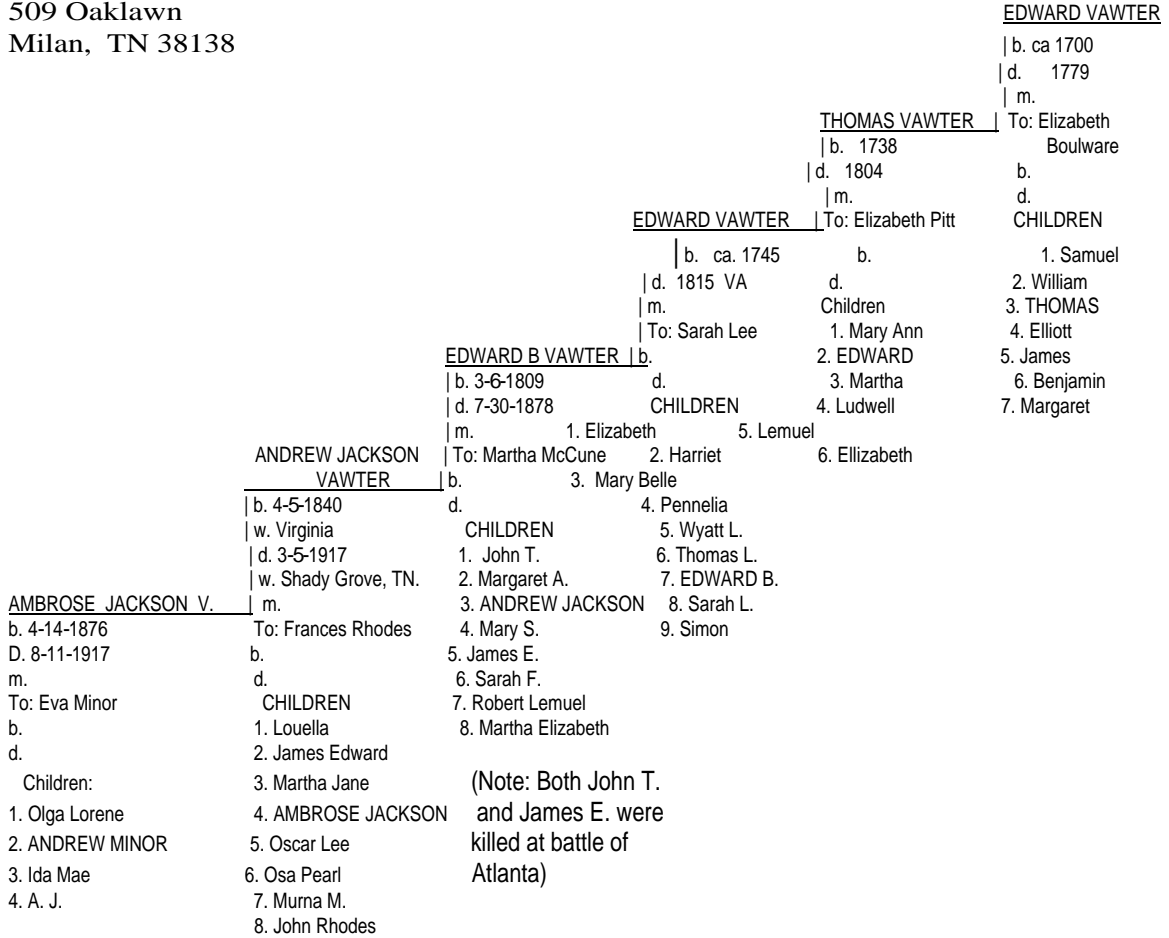 509 Oaklawn
Milan, TN 38138
EDWARD VAWTER
| b. ca 1700
| d. 1779
| m.
THOMAS VAWTER | To: Elizabeth
| b. 1738 Boulware
| d. 1804 b.
| m. d.
EDWARD VAWTER | To: Elizabeth Pitt CHILDREN
| b. ca. 1745 b. 1. Samuel
| d. 1815 VA d. 2. William
| m. Children 3. THOMAS
| To: Sarah Lee 1. Mary Ann 4. Elliott
EDWARD B VAWTER | b. 2. EDWARD 5. James
| b. 3-6-1809 d. 3. Martha 6. Benjamin
| d. 7-30-1878 CHILDREN 4. Ludwell 7. Margaret
| m. 1. Elizabeth 5. Lemuel
ANDREW JACKSON | To: Martha McCune 2. Harriet 6. Ellizabeth
VAWTER | b. 3. Mary Belle
| b. 4-5-1840 d. 4. Pennelia
| w. Virginia CHILDREN 5. Wyatt L.
| d. 3-5-1917 1. John T. 6. Thomas L.
| w. Shady Grove, TN. 2. Margaret A. 7. EDWARD B.
AMBROSE JACKSON V. | m. 3. ANDREW JACKSON 8. Sarah L.
b. 4-14-1876 To: Frances Rhodes 4. Mary S. 9. Simon
D. 8-11-1917 b. 5. James E.
m. d. 6. Sarah F.
To: Eva Minor CHILDREN 7. Robert Lemuel
b. 1. Louella 8. Martha Elizabeth
d. 2. James Edward
Children: 3. Martha Jane (Note: Both John T.
1. Olga Lorene 4. AMBROSE JACKSON and James E. were
2. ANDREW MINOR 5. Oscar Lee killed at battle of
3. Ida Mae 6. Osa Pearl Atlanta)
4. A. J. 7. Murna M.
8. John Rhodes